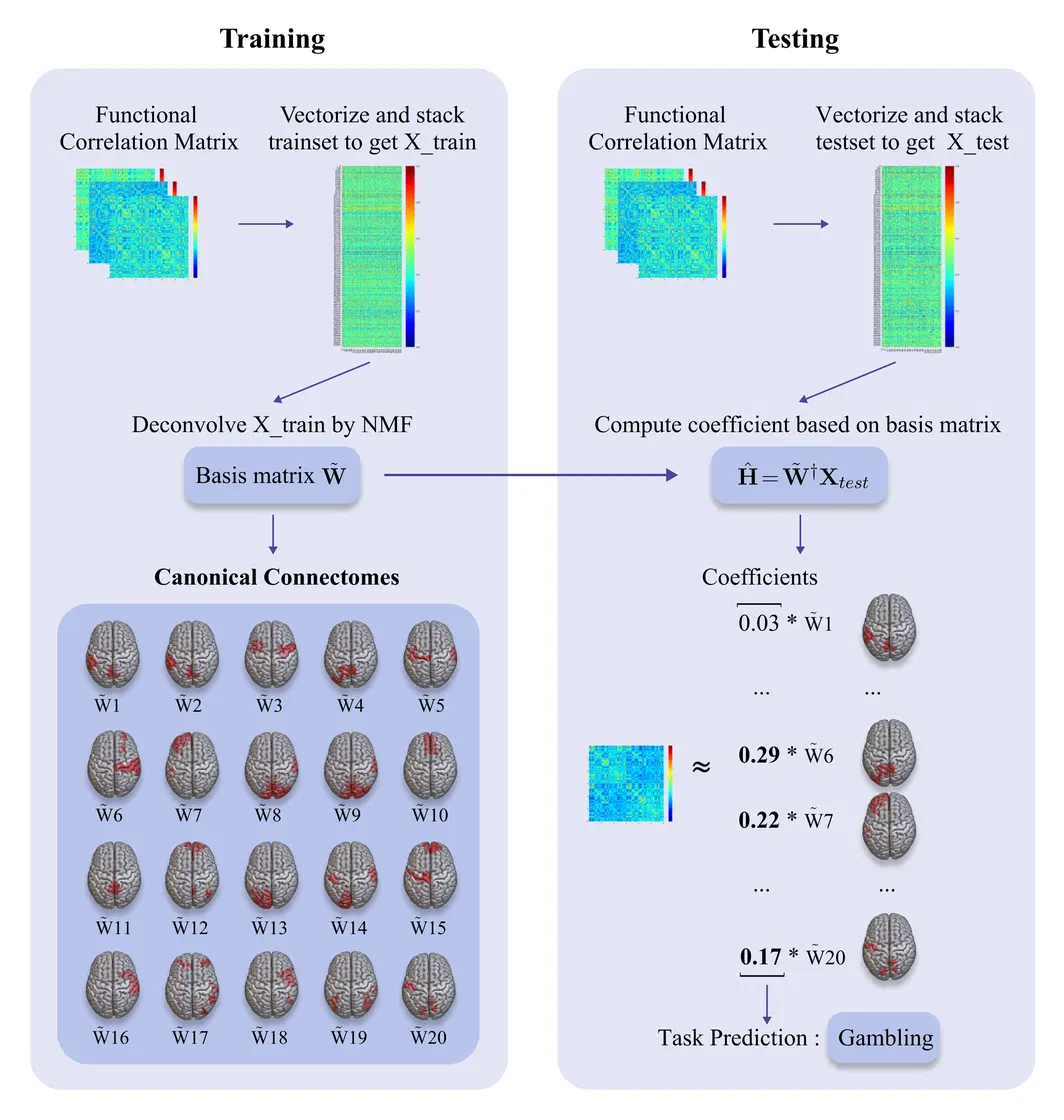 Training
Functional
Correlation Matrix
Vectorize and stack
trainset to get X_train
Deconvolve X_train by NMF
Basis matrix W̃
Canonical Connectomes
W̃1 W̃2 W̃3 W̃4 W̃5
W̃6 W̃7 W̃8 W̃9 W̃10
W̃11 W̃12 W̃13 W̃14 W̃15
W̃16 W̃17 W̃18 W̃19 W̃20
Testing
Functional
Correlation Matrix
Vectorize and stack
testset to get X_test
Compute coefficient based on basis matrix
Ĥ = W̃†Xtest
Coefficients
0.03 * W̃1
... ...
≈
0.29 * W̃6
0.22 * W̃7
... ...
0.17 * W̃20
Task Prediction : Gambling